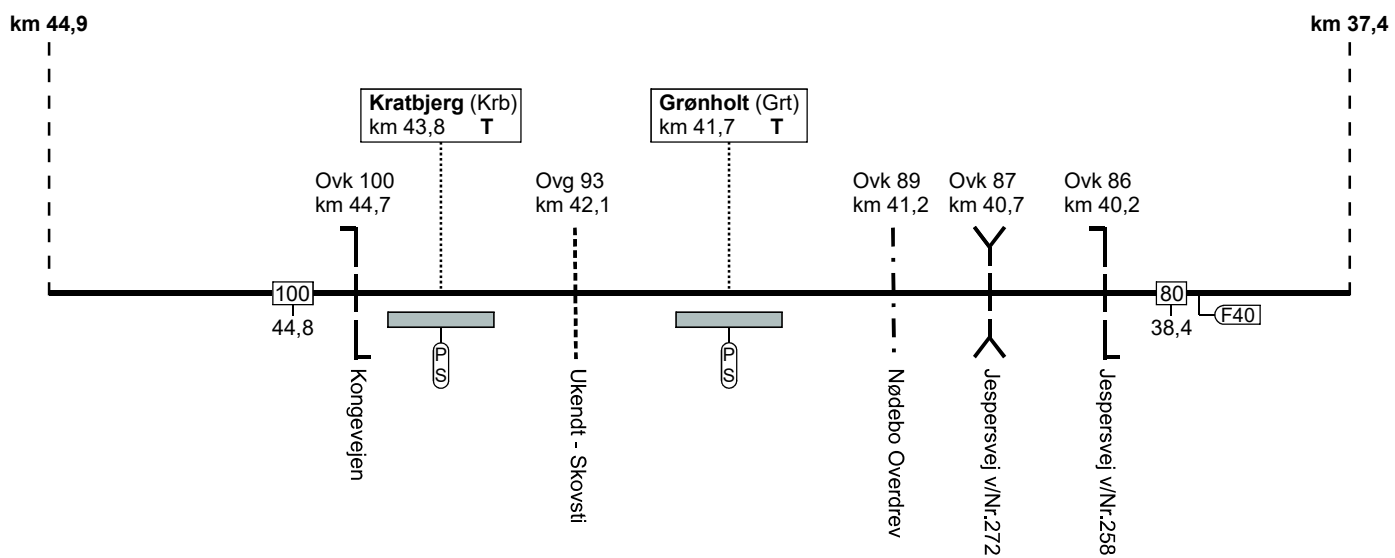 km 44,9
km 37,4
Kratbjerg (Krb)
km 43,8 T
Grønholt (Grt)
km 41,7 T
Ovk 100
km 44,7
Ovg 93
km 42,1
Ovk 89
km 41,2
Ovk 87
km 40,7
Ovk 86
km 40,2
100
44,8
80
38,4
F40
P
S
P
S
Kongevejen
Ukendt - Skovsti
Nødebo Overdrev
Jespersvej v/Nr.272
Jespersvej v/Nr.258